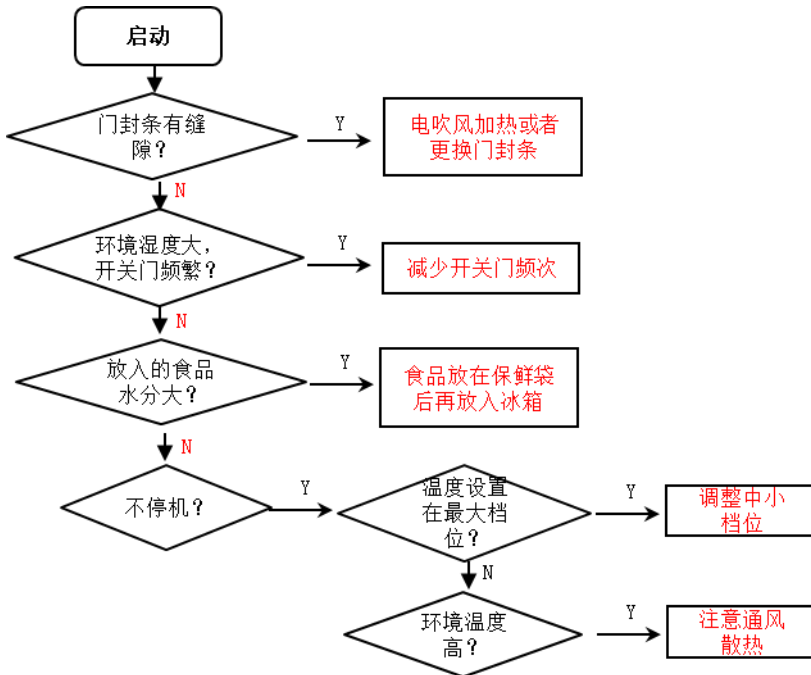 启动
门封条有缝
隙？
Y
电吹风加热或者
更换门封条
N
环境湿度大，
开关门频繁？
Y
减少开关门频次
N
放入的食品
水分大？
Y
食品放在保鲜袋
后再放入冰箱
N
不停机？
Y
温度设置
在最大档
位？
Y
调整中小
档位
N
环境温度
高？
Y
注意通风
散热